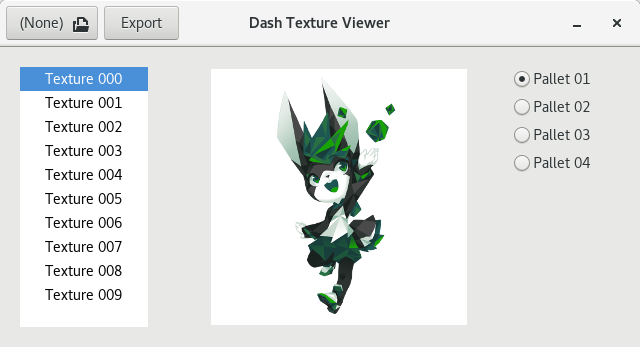 (None) Export Dash Texture Viewer
Texture 000
Texture 001
Texture 002
Texture 003
Texture 004
Texture 005
Texture 006
Texture 007
Texture 008
Texture 009
Pallet 01
Pallet 02
Pallet 03
Pallet 04